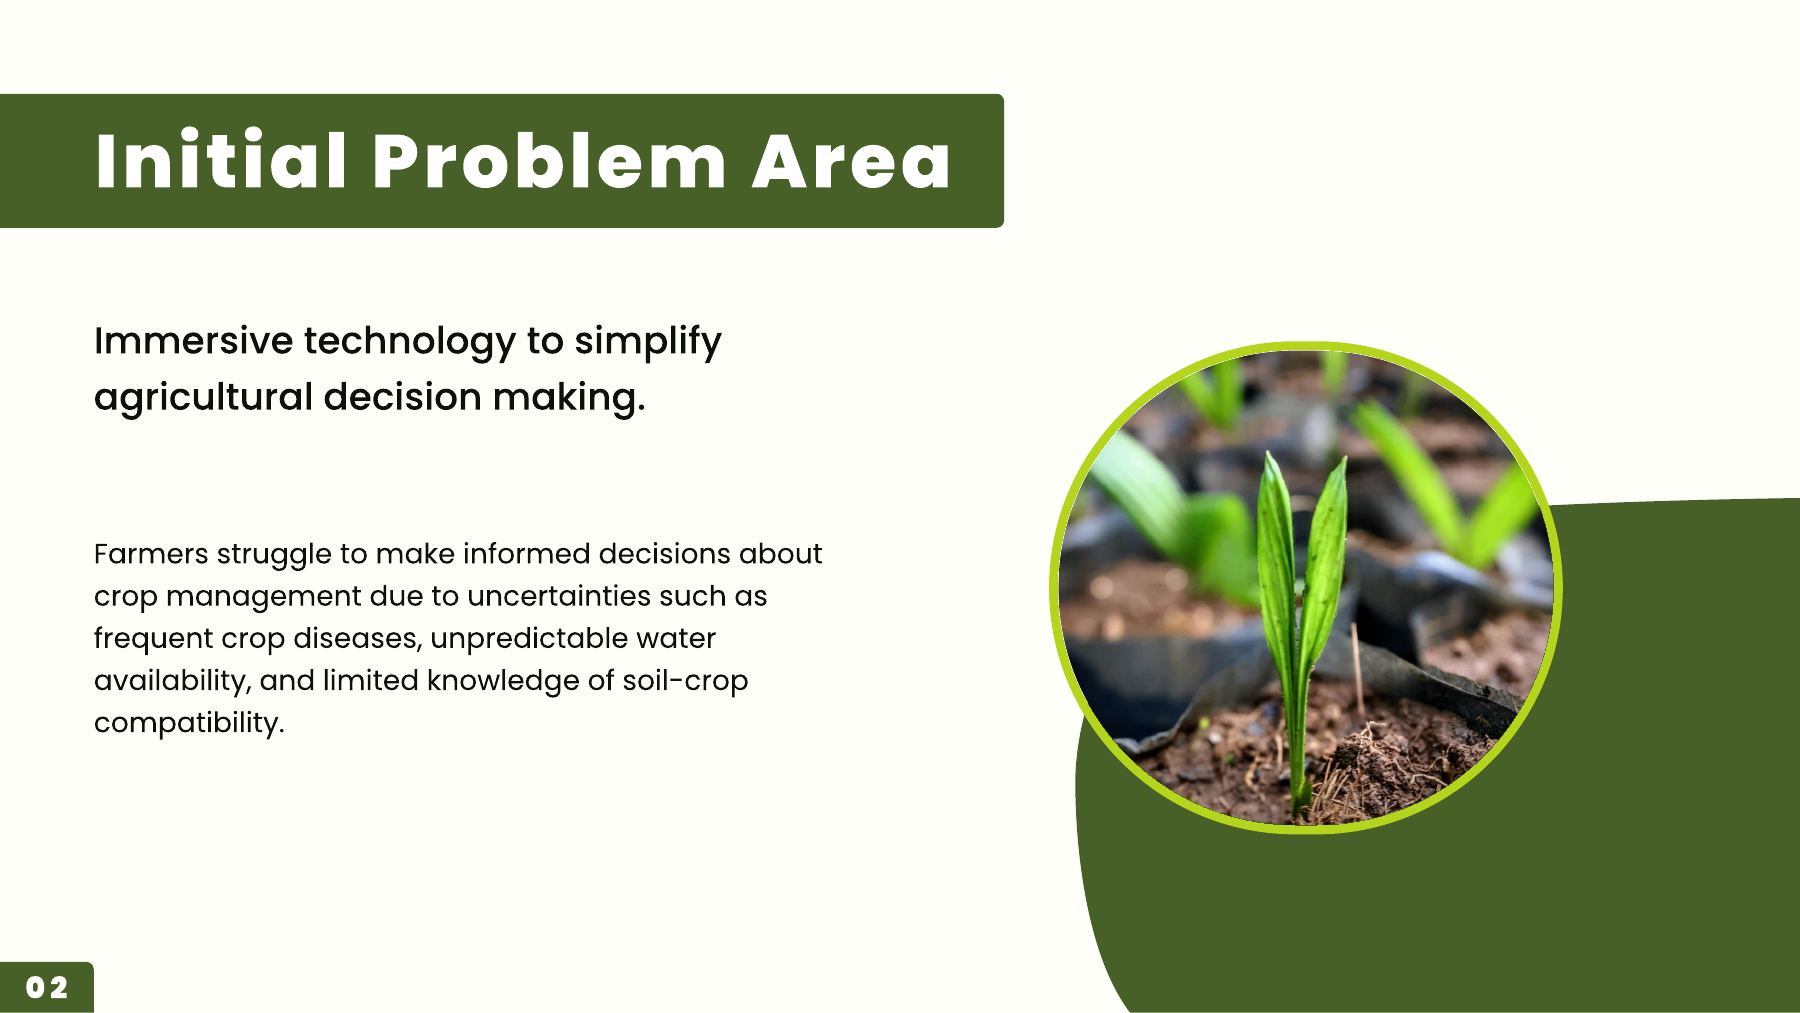 Initial Problem Area
Immersive technology to simplify
agricultural decision making.
Farmers struggle to make informed decisions about
crop management due to uncertainties such as
frequent crop diseases, unpredictable water
availability, and limited knowledge of soil-crop
compatibility.
02